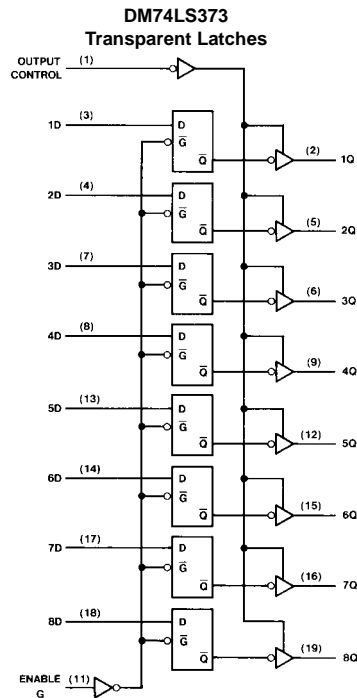 DM74LS373
Transparent Latches
OUTPUT (1)
CONTROL
1D (3) D
G̅ Q̅ (2) 1Q
2D (4) D
G̅ Q̅ (5) 2Q
3D (7) D
G̅ Q̅ (6) 3Q
4D (8) D
G̅ Q̅ (9) 4Q
5D (13) D
G̅ Q̅ (12) 5Q
6D (14) D
G̅ Q̅ (15) 6Q
7D (17) D
G̅ Q̅ (16) 7Q
8D (18) D
G̅ Q̅ (19) 8Q
ENABLE (11)
G